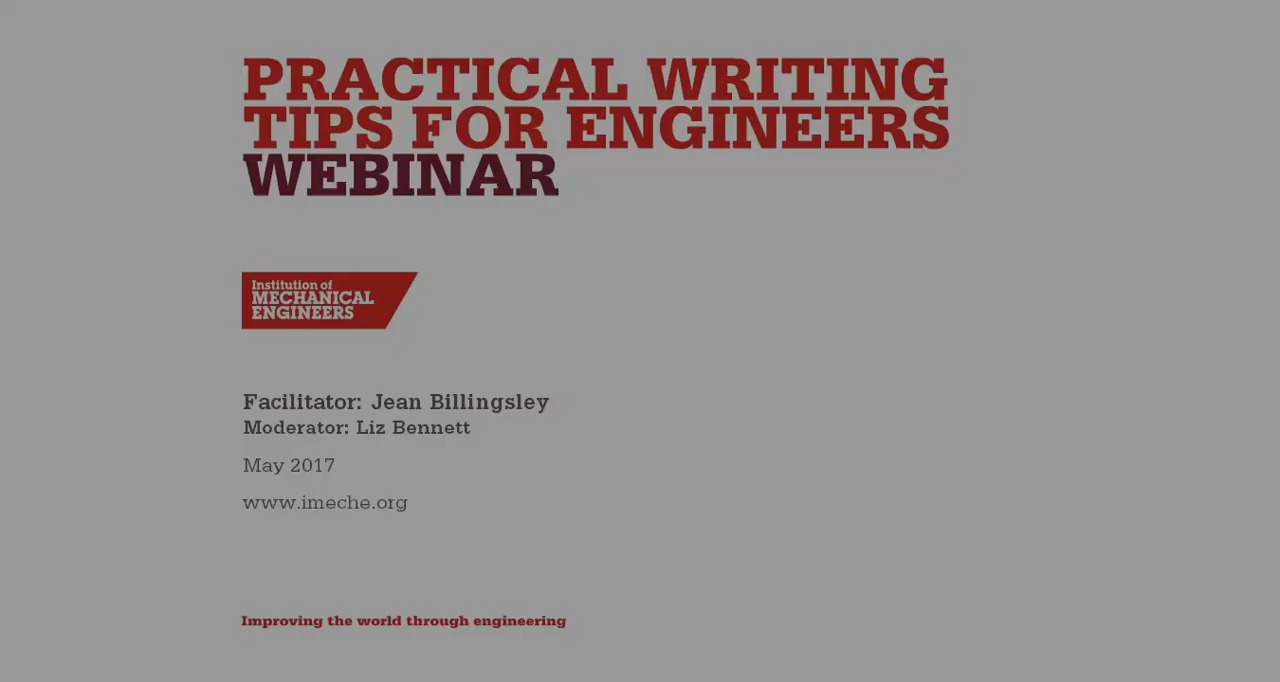 PRACTICAL WRITING
TIPS FOR ENGINEERS
WEBINAR
Institution of
MECHANICAL
ENGINEERS
Facilitator: Jean Billingsley
Moderator: Liz Bennett
May 2017
www.imeche.org
Improving the world through engineering